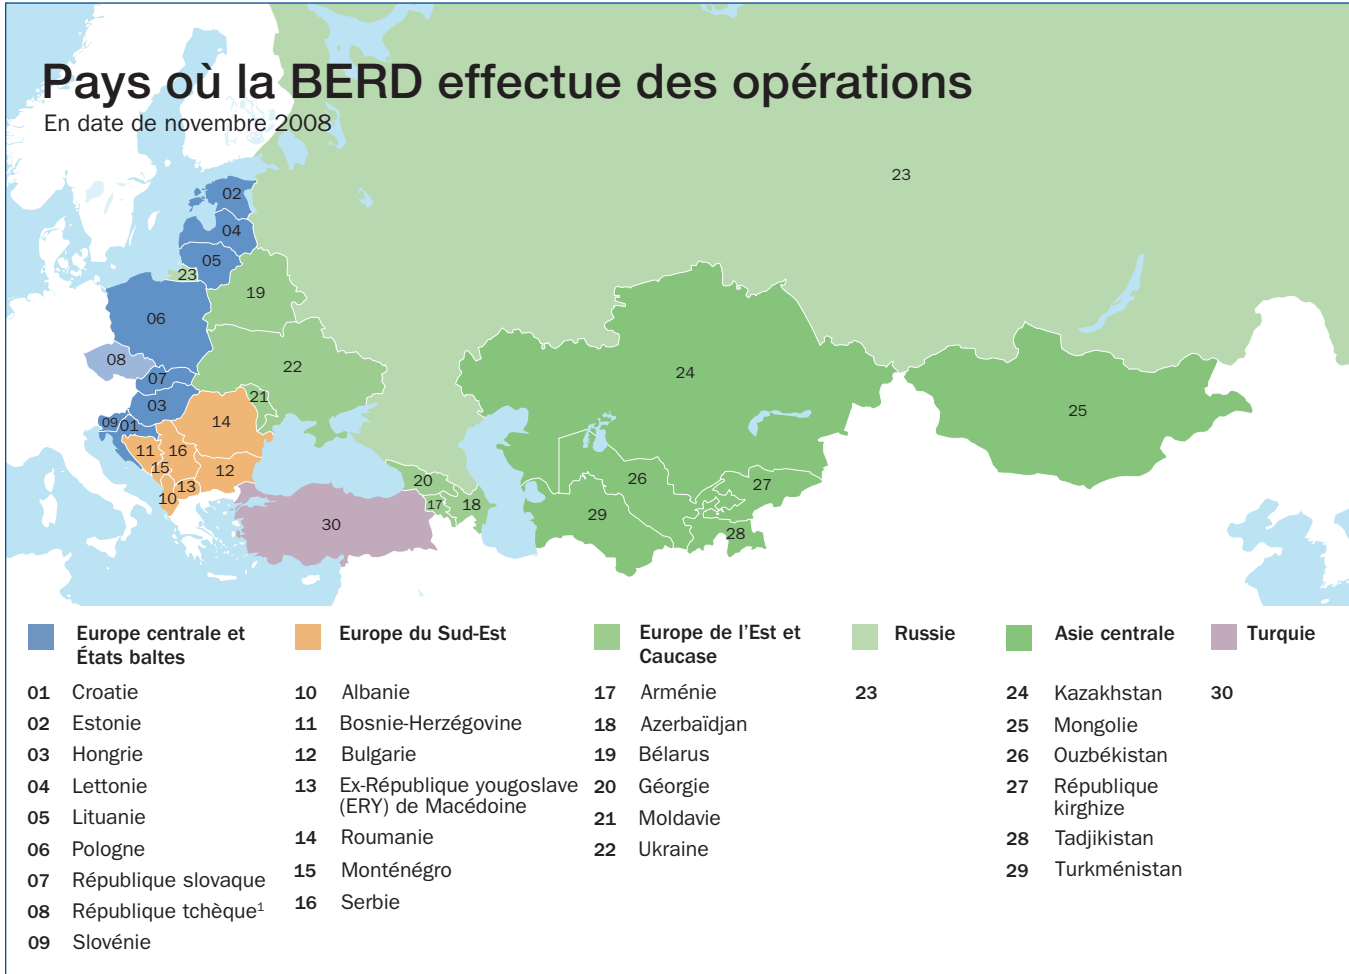 Pays où la BERD effectue des opérations
En date de novembre 2008
02
04
05
23
19
06
08
07
03
09
01
22
21
14
11
16
15
12
13
10
23
24
25
20
17
18
26
27
28
29
30
Europe centrale et
États baltes
01 Croatie
02 Estonie
03 Hongrie
04 Lettonie
05 Lituanie
06 Pologne
07 République slovaque
08 République tchèque¹
09 Slovénie
Europe du Sud-Est
10 Albanie
11 Bosnie-Herzégovine
12 Bulgarie
13 Ex-République yougoslave
(ERY) de Macédoine
14 Roumanie
15 Monténégro
16 Serbie
Europe de l'Est et
Caucase
17 Arménie
18 Azerbaïdjan
19 Bélarus
20 Géorgie
21 Moldavie
22 Ukraine
Russie
23
Asie centrale
24 Kazakhstan
25 Mongolie
26 Ouzbékistan
27 République
kirghize
28 Tadjikistan
29 Turkménistan
Turquie
30